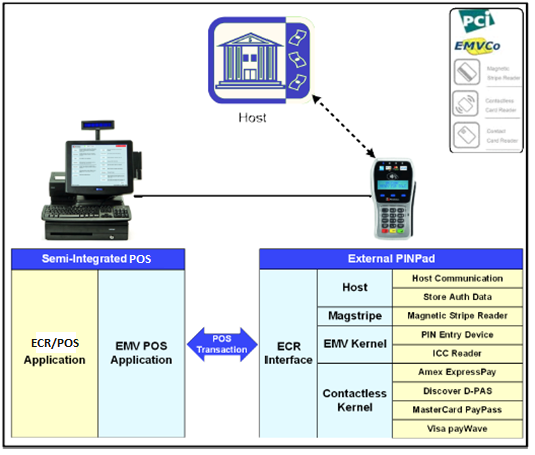 PCI
EMVCo
Magnetic
Stripe Reader
Contactless
Card Reader
Contact
Card Reader
Host
Semi-Integrated POS
External PINPad
ECR/POS
Application
EMV POS
Application
POS
Transaction
ECR
Interface
Host
Host Communication
Store Auth Data
Magstripe
Magnetic Stripe Reader
EMV Kernel
PIN Entry Device
ICC Reader
Contactless
Kernel
Amex ExpressPay
Discover D-PAS
MasterCard PayPass
Visa payWave